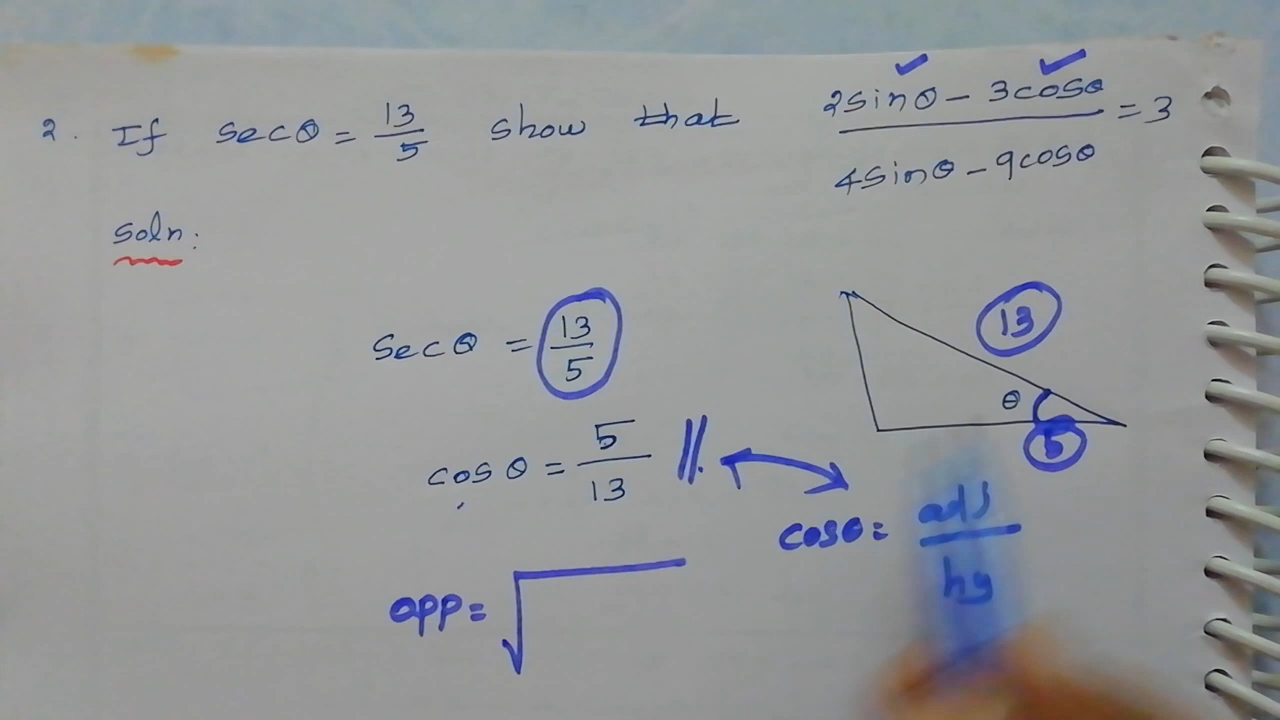 2. If secθ = 13/5 show that (2sinθ - 3cosθ)/(4sinθ - 9cosθ) = 3
Soln:
secθ = 13/5
13
θ
5
cosθ = 5/13 //.
cosθ = adj/hy
opp = √